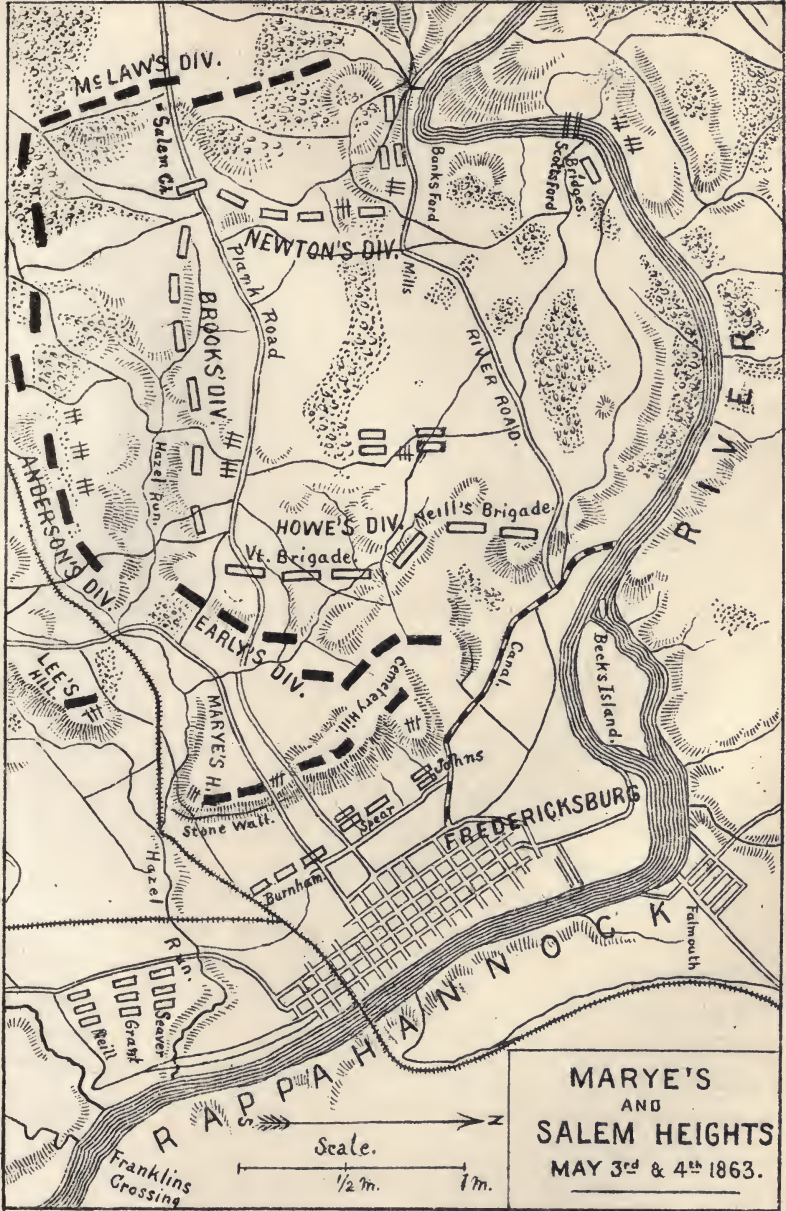 McLAW'S DIV.
Salem Ch.
Banks Ford
Scotts Ford
Bridges.
NEWTON'S DIV.
Mills
Plank Road
BROOKS' DIV.
RIVER ROAD.
Hazel Run.
ANDERSON'S DIV.
HOWE'S DIV.
Neill's Brigade.
Vt. Brigade.
EARLY'S DIV.
LEE'S HILL
MARYE'S H.
Cemetery Hill.
Canal.
Beck's Island.
Johns
Spear
Stone Wall.
Burnham.
FREDERICKSBURG
Falmouth
Hazel Run.
Neill
Grant
Seaver
RAPPAHANNOCK RIVER
Franklins
Crossing
S N
Scale.
1/2 m. 1 m.
MARYE'S
AND
SALEM HEIGHTS
MAY 3rd & 4th 1863.